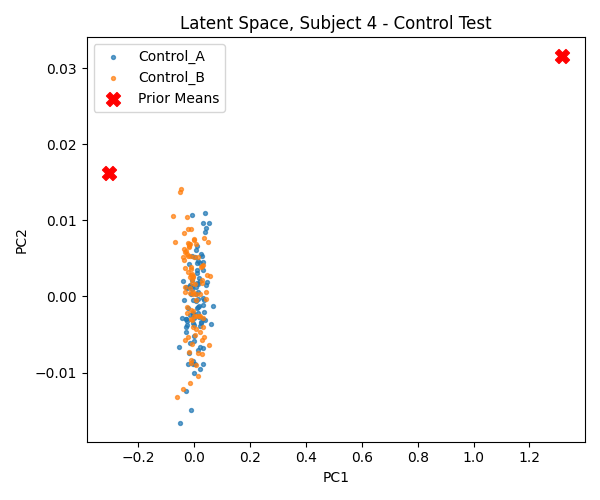 Latent Space, Subject 4 - Control Test
Control_A
Control_B
Prior Means
PC2
0.03
0.02
0.01
0.00
−0.01
−0.2
0.0
0.2
0.4
0.6
0.8
1.0
1.2
PC1